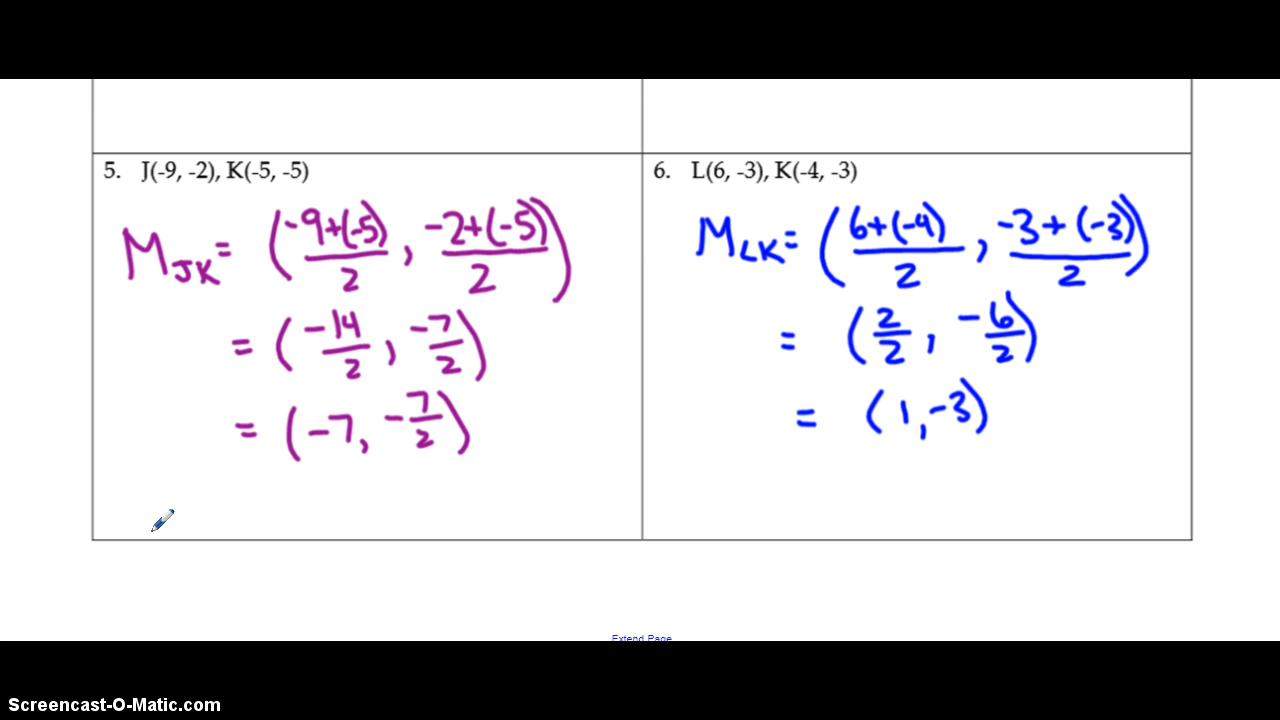 5. J(-9, -2), K(-5, -5)
M_JK = (-9+(-5)/2, -2+(-5)/2)
= (-14/2, -7/2)
= (-7, -7/2)
6. L(6, -3), K(-4, -3)
M_LK = (6+(-4)/2, -3+(-3)/2)
= (2/2, -6/2)
= (1, -3)
Extend Page
Screencast-O-Matic.com